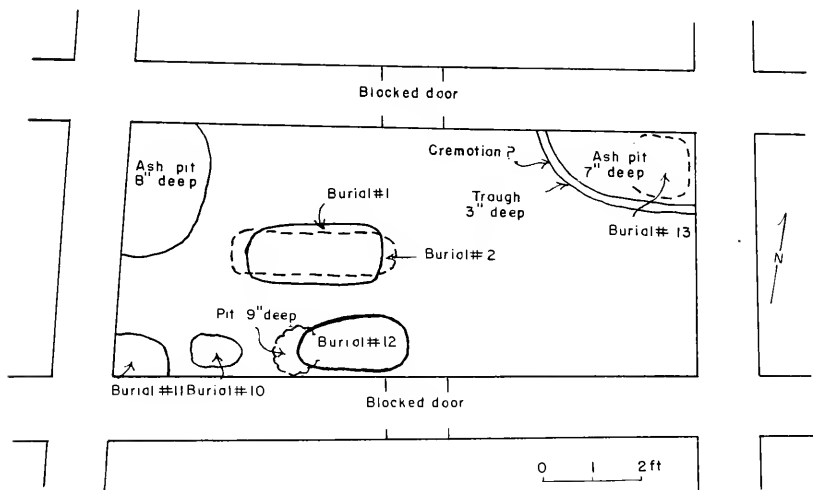 Blocked door
Cremotian ?
Ash pit
8" deep
Ash pit
7" deep
Burial#1
Trough
3" deep
Burial# 13
Burial# 2
N
Pit 9" deep
Burial#12
Burial #11
Burial#10
Blocked door
0 1 2 ft